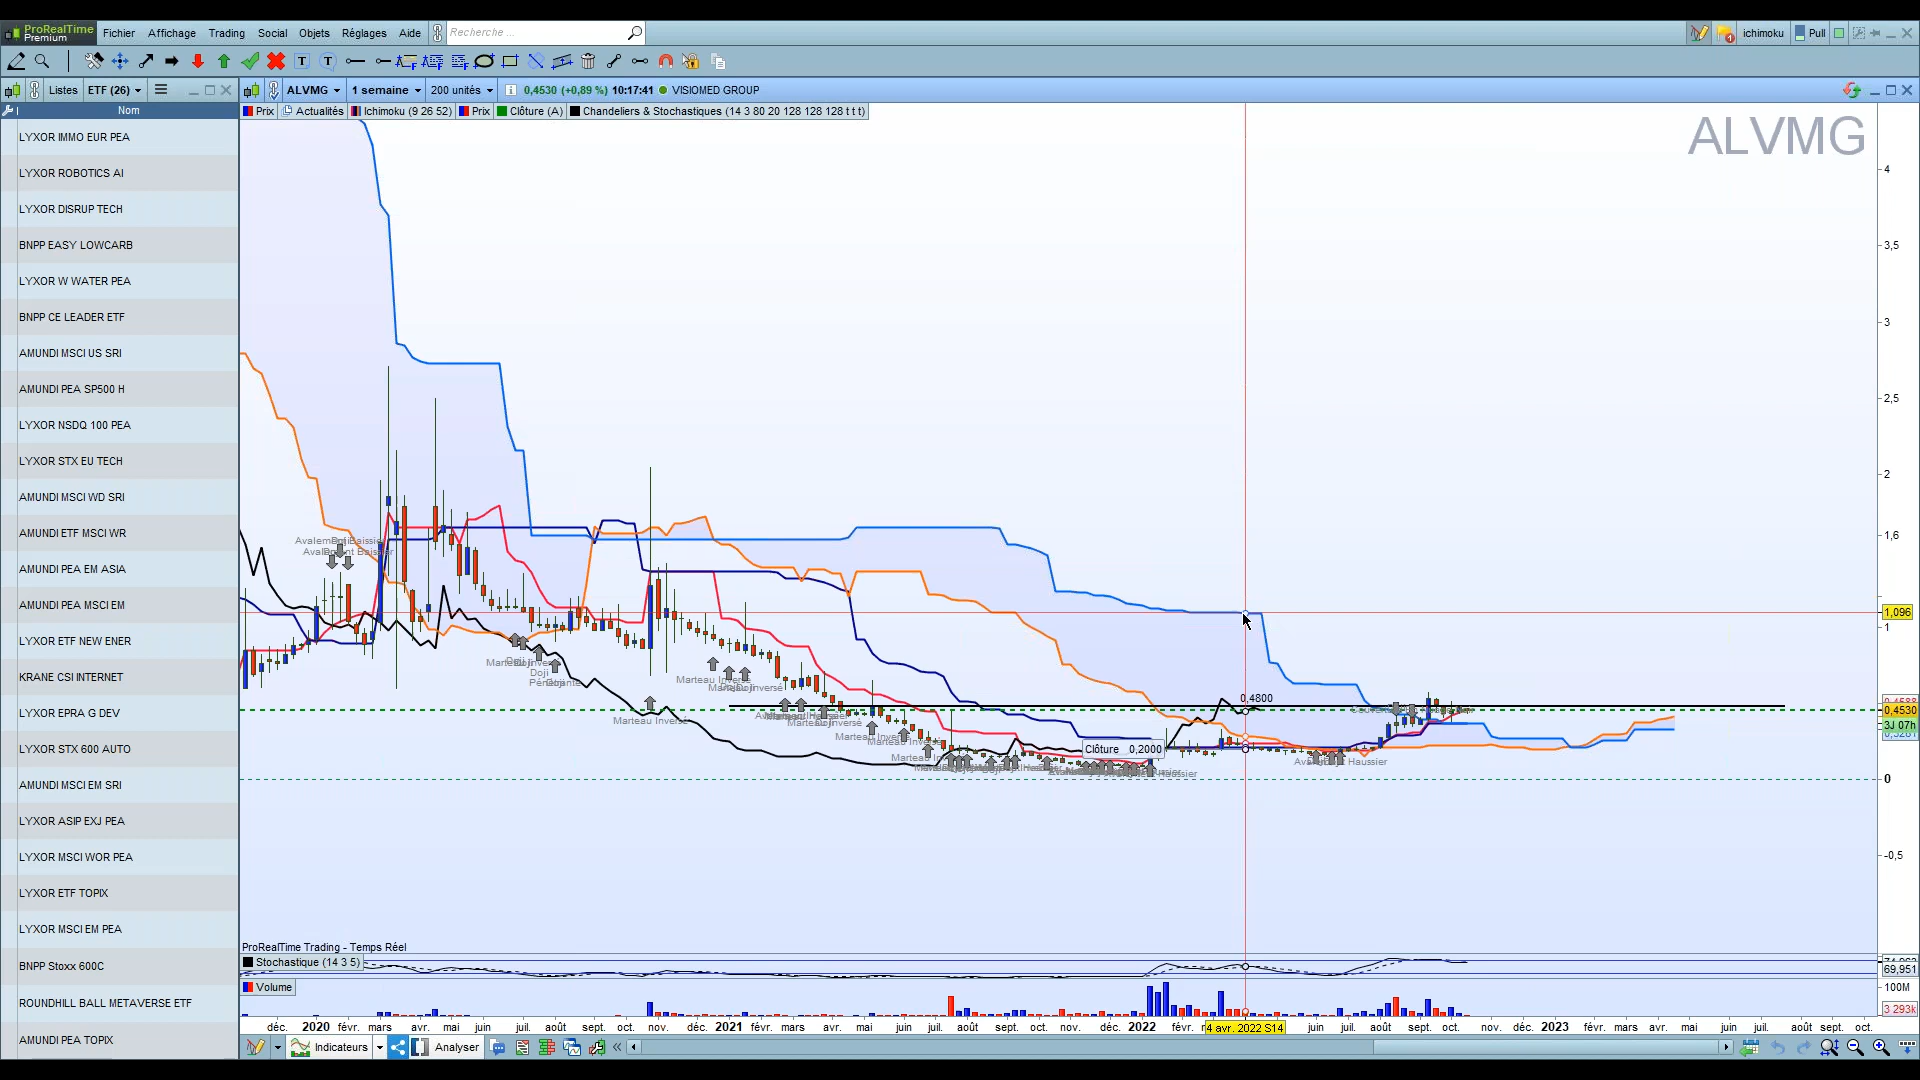 ProRealTime
Premium
Fichier Affichage Trading Social Objets Réglages Aide Recherche ... ichimoku Pull
Listes ETF (26) ALVMG 1 semaine 200 unités 0,4530 (+0,89 %) 10:17:41 VISIOMED GROUP
Nom
Prix Actualités Ichimoku (9 26 52) Prix Clôture (A) Chandeliers & Stochastiques (14 3 80 20 128 128 128 t t t)
ALVMG
LYXOR IMMO EUR PEA
LYXOR ROBOTICS AI
LYXOR DISRUP TECH
BNPP EASY LOWCARB
LYXOR W WATER PEA
BNPP CE LEADER ETF
AMUNDI MSCI US SRI
AMUNDI PEA SP500 H
LYXOR NSDQ 100 PEA
LYXOR STX EU TECH
AMUNDI MSCI WD SRI
AMUNDI ETF MSCI WR
AMUNDI PEA EM ASIA
AMUNDI PEA MSCI EM
LYXOR ETF NEW ENER
KRANE CSI INTERNET
LYXOR EPRA G DEV
LYXOR STX 600 AUTO
AMUNDI MSCI EM SRI
LYXOR ASIP EXJ PEA
LYXOR MSCI WOR PEA
LYXOR ETF TOPIX
LYXOR MSCI EM PEA
BNPP Stoxx 600C
ROUNDHILL BALL METAVERSE ETF
AMUNDI PEA TOPIX
4
3,5
3
2,5
2
1,6
1,096
1
0,4530
3J 07h
0
-0,5
Marteau Inversé
Doji
0,4800
Clôture 0,2000
ProRealTime Trading - Temps Réel
Stochastique (14 3 5)
69,951
Volume
100M
3 293k
déc. 2020 févr. mars avr. mai juin juil. août sept. oct. nov. déc. 2021 févr. mars avr. mai juin juil. août sept. oct. nov. déc. 2022 févr. 4 avr. 2022 S14 juin juil. août sept. oct. nov. déc. 2023 févr. mars avr. mai juin juil. août sept. oct.
Indicateurs Analyser